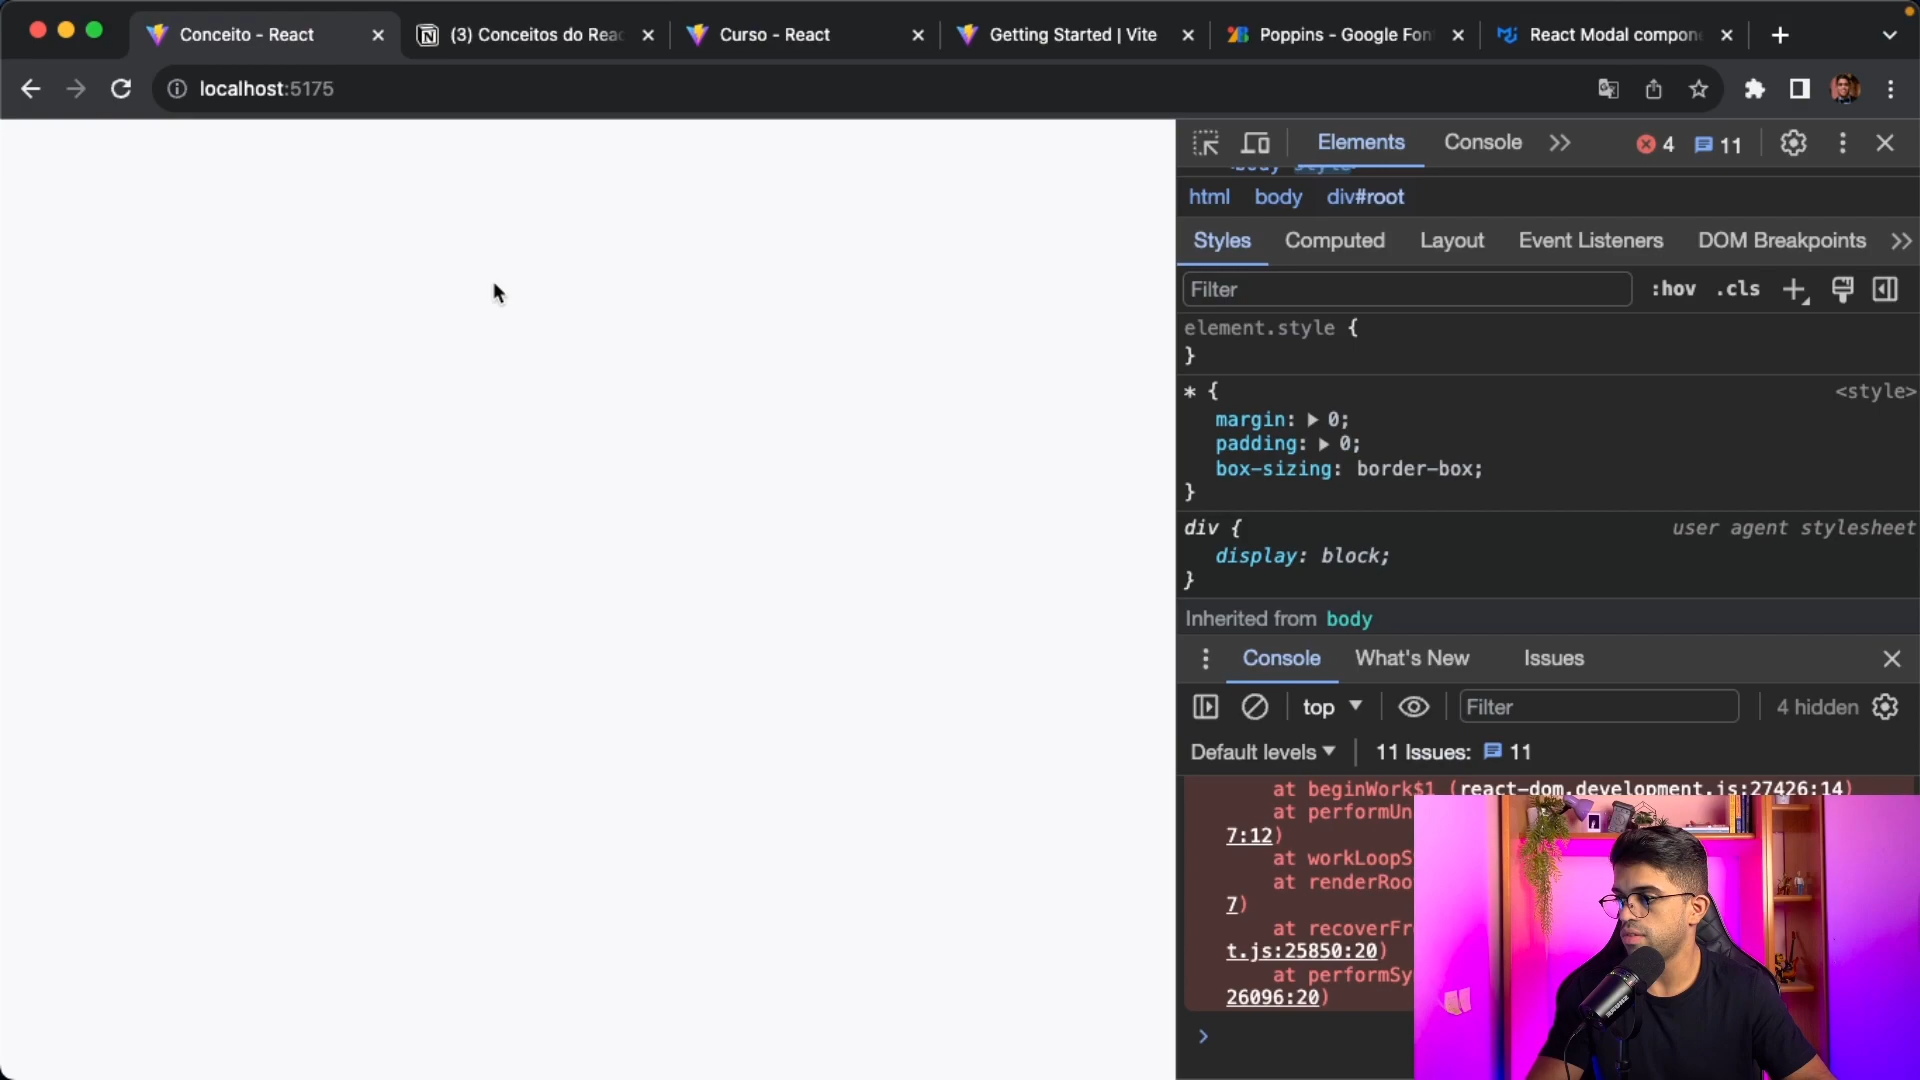 Conceito - React
(3) Conceitos do Reac
Curso - React
Getting Started | Vite
Poppins - Google Fon
React Modal compon
localhost:5175
Elements
Console
4
11
<body style>
html
body
div#root
Styles
Computed
Layout
Event Listeners
DOM Breakpoints
Filter
:hov
.cls
element.style {
}
* {
<style>
margin: 0;
padding: 0;
box-sizing: border-box;
}
div {
user agent stylesheet
display: block;
}
Inherited from body
Console
What's New
Issues
top
Filter
4 hidden
Default levels
11 Issues:
11
at beginWork$1 (react-dom.development.js:27426:14)
at performUn
7:12)
at workLoopS
at renderRoo
7)
at recoverFr
t.js:25850:20)
at performSy
26096:20)